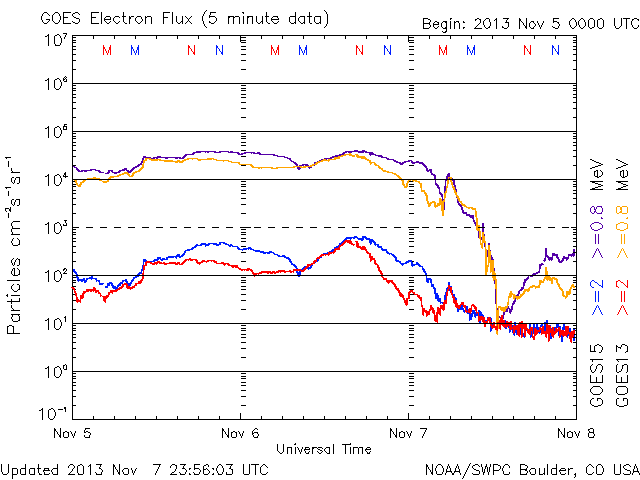 GOES Electron Flux (5 minute data)
Begin: 2013 Nov 5 0000 UTC
10⁷
M M N N M M N N M M N N
10⁶
10⁵
10⁴
10³
10²
10¹
10⁰
10⁻¹
Particles cm⁻²s⁻¹sr⁻¹
Nov 5 Nov 6 Nov 7 Nov 8
Universal Time
GOES15 >=2 >=0.8 MeV
GOES13 >=2 >=0.8 MeV
Updated 2013 Nov 7 23:56:03 UTC
NOAA/SWPC Boulder, CO USA